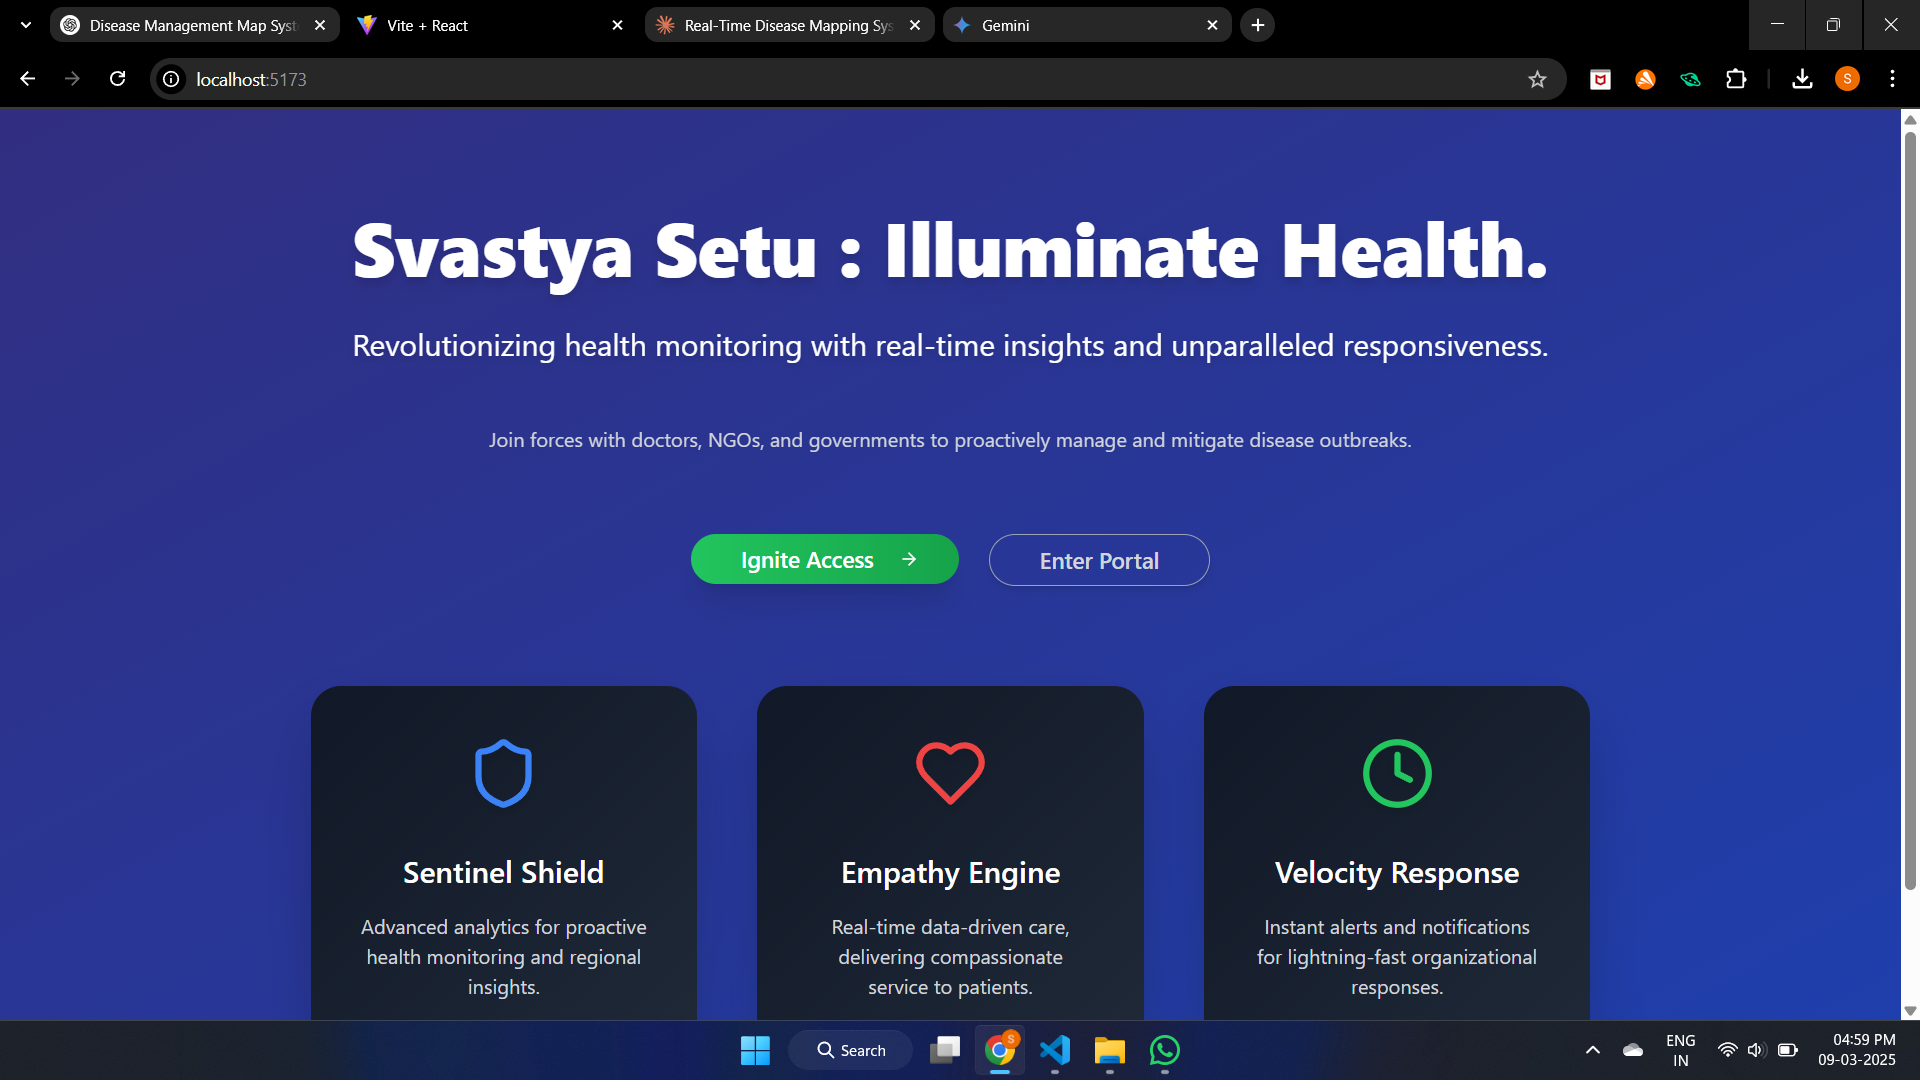 Disease Management Map Syst
Vite + React
Real-Time Disease Mapping Sys
Gemini
localhost:5173
S
Svastya Setu : Illuminate Health.
Revolutionizing health monitoring with real-time insights and unparalleled responsiveness.
Join forces with doctors, NGOs, and governments to proactively manage and mitigate disease outbreaks.
Ignite Access →
Enter Portal
Sentinel Shield
Advanced analytics for proactive
health monitoring and regional
insights.
Empathy Engine
Real-time data-driven care,
delivering compassionate
service to patients.
Velocity Response
Instant alerts and notifications
for lightning-fast organizational
responses.
Search
S
ENG
IN
04:59 PM
09-03-2025